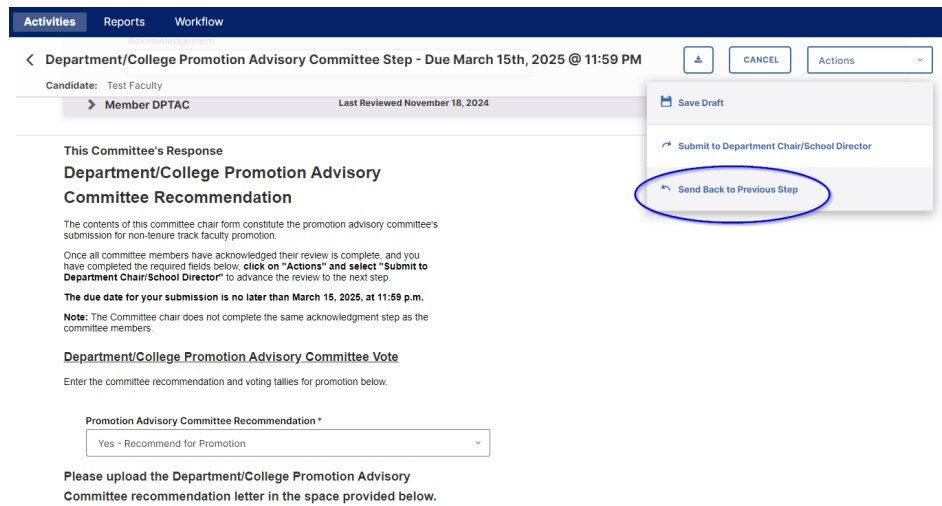 Activities Reports Workflow
Acknowledgement
Department/College Promotion Advisory Committee Step - Due March 15th, 2025 @ 11:59 PM
CANCEL
Actions
Candidate: Test Faculty
Member DPTAC
Last Reviewed November 18, 2024
Save Draft
Submit to Department Chair/School Director
Send Back to Previous Step
This Committee's Response
Department/College Promotion Advisory
Committee Recommendation
The contents of this committee chair form constitute the promotion advisory committee's
submission for non-tenure track faculty promotion.
Once all committee members have acknowledged their review is complete, and you
have completed the required fields below, click on "Actions" and select "Submit to
Department Chair/School Director" to advance the review to the next step.
The due date for your submission is no later than March 15, 2025, at 11:59 p.m.
Note: The Committee chair does not complete the same acknowledgment step as the
committee members.
Department/College Promotion Advisory Committee Vote
Enter the committee recommendation and voting tallies for promotion below.
Promotion Advisory Committee Recommendation *
Yes - Recommend for Promotion
Please upload the Department/College Promotion Advisory
Committee recommendation letter in the space provided below.